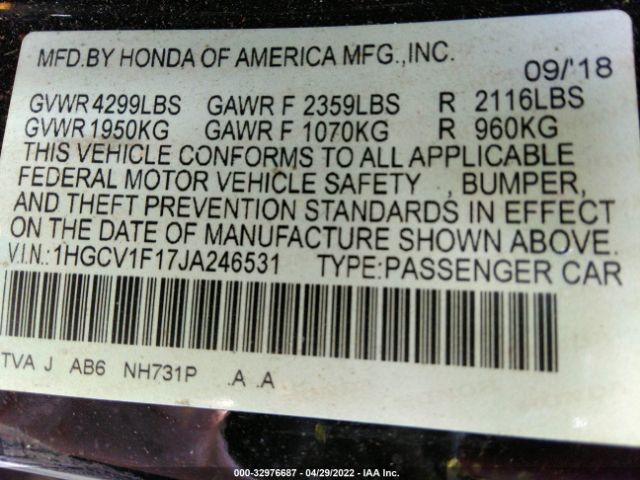 MFD.BY HONDA OF AMERICA MFG.,INC. 09/'18
GVWR 4299LBS GAWR F 2359LBS R 2116LBS
GVWR 1950KG GAWR F 1070KG R 960KG
THIS VEHICLE CONFORMS TO ALL APPLICABLE
FEDERAL MOTOR VEHICLE SAFETY , BUMPER,
AND THEFT PREVENTION STANDARDS IN EFFECT
ON THE DATE OF MANUFACTURE SHOWN ABOVE.
V.I.N.:1HGCV1F17JA246531 TYPE:PASSENGER CAR
TVA J AB6 NH731P .A .A
000-32976687 - 04/29/2022 - IAA Inc.